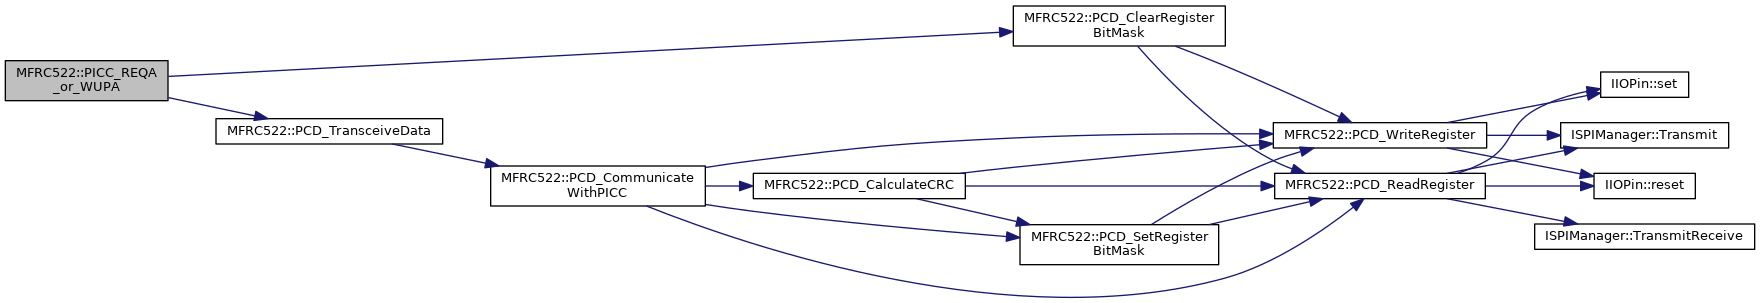 MFRC522::PICC_REQA
_or_WUPA
MFRC522::PCD_TransceiveData
MFRC522::PCD_Communicate
WithPICC
MFRC522::PCD_CalculateCRC
MFRC522::PCD_ClearRegister
BitMask
MFRC522::PCD_SetRegister
BitMask
MFRC522::PCD_WriteRegister
MFRC522::PCD_ReadRegister
IIOPin::set
ISPIManager::Transmit
IIOPin::reset
ISPIManager::TransmitReceive